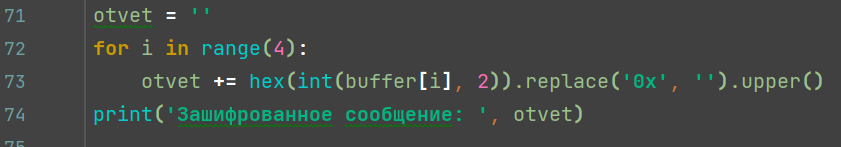 71 otvet = ''
72 for i in range(4):
73 otvet += hex(int(buffer[i], 2)).replace('0x', '').upper()
74 print('Зашифрованное сообщение: ', otvet)